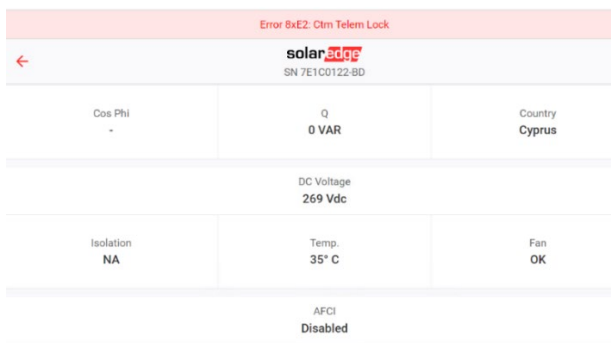 Error 8xE2: Ctrn Telem Lock
solaredge
SN 7E1C0122-BD
Cos Phi
-
Q
0 VAR
Country
Cyprus
DC Voltage
269 Vdc
Isolation
NA
Temp.
35° C
Fan
OK
AFCI
Disabled